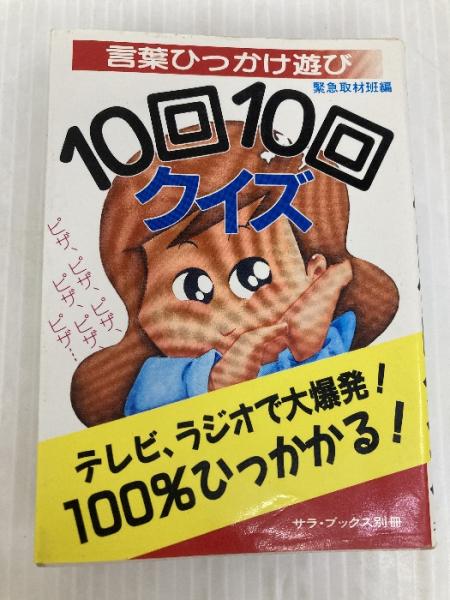 言葉ひっかけ遊び
緊急取材班編
10回10回
クイズ
ピザ、ピザ、ピザ、
ピザ、ピザ、
ピザ…
テレビ、ラジオで大爆発!
100%ひっかかる!
サラ・ブックス別冊